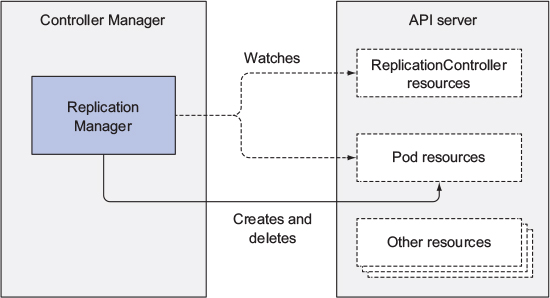 Controller Manager
API server
Watches
ReplicationController
resources
Replication
Manager
Pod resources
Creates and
deletes
Other resources